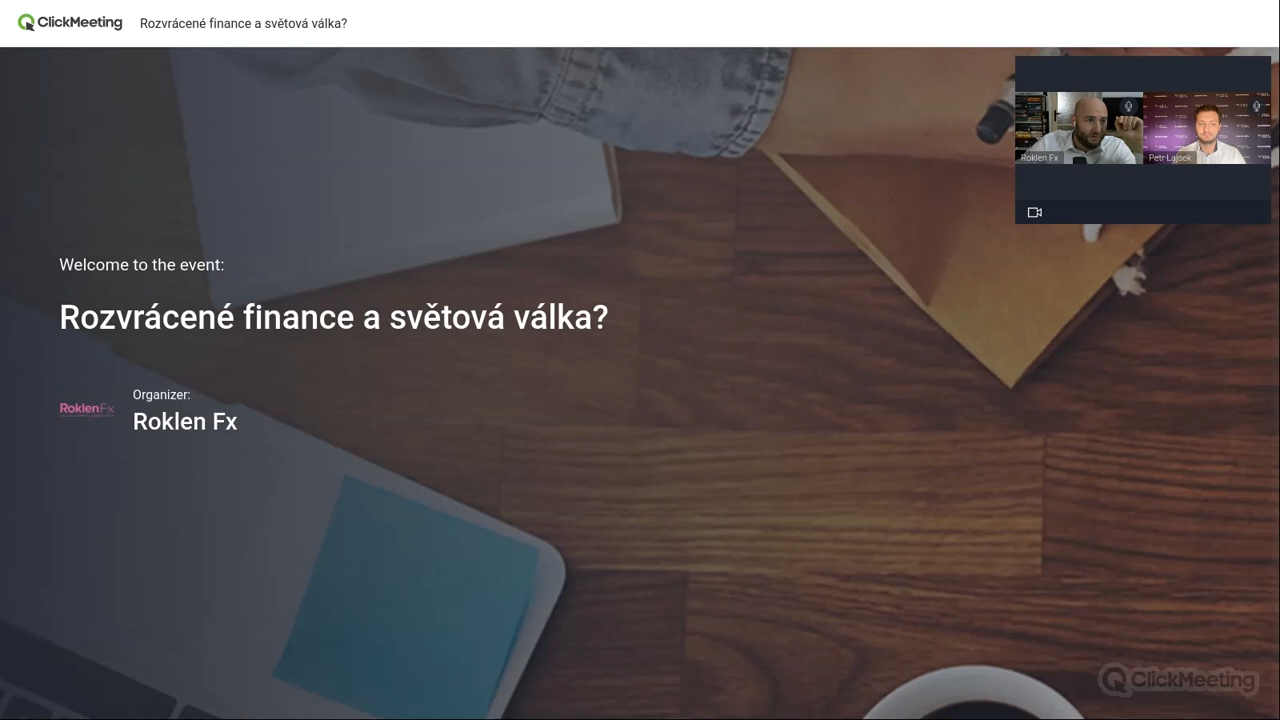 ClickMeeting
Rozvrácené finance a světová válka?
Roklen Fx
Petr Lajsek
Welcome to the event:
Rozvrácené finance a světová válka?
Organizer:
RoklenFx
Roklen Fx
ClickMeeting